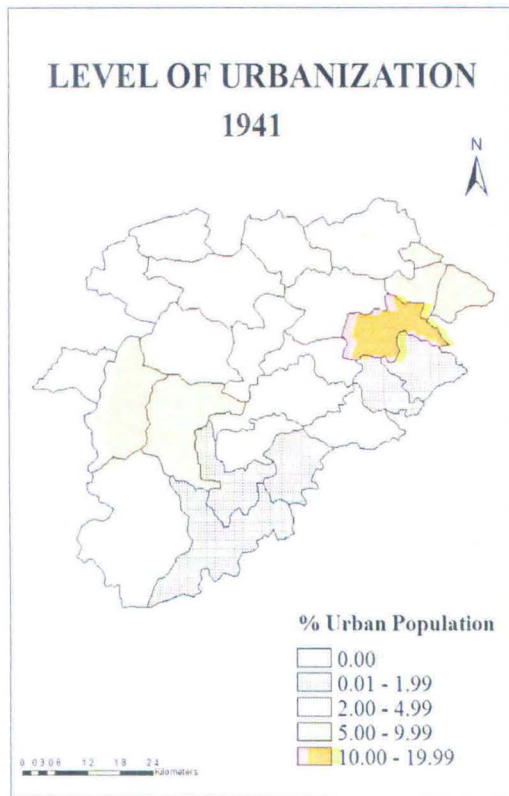 LEVEL OF URBANIZATION
1941
N
% Urban Population
0.00
0.01 - 1.99
2.00 - 4.99
5.00 - 9.99
10.00 - 19.99
0 0306 12 18 24
Kilometers